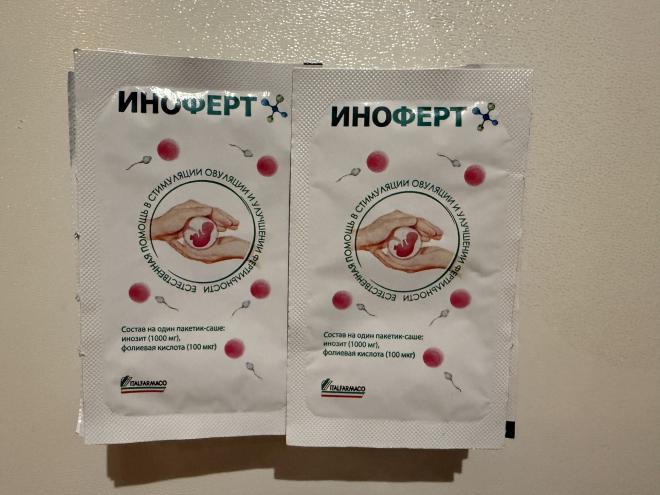 ИНОФЕРТ
ЕСТЕСТВЕННАЯ ПОМОЩЬ В СТИМУЛЯЦИИ ОВУЛЯЦИИ И УЛУЧШЕНИИ ФЕРТИЛЬНОСТИ
Состав на один пакетик-саше:
инозит (1000 мг),
фолиевая кислота (100 мкг)
ITALFARMACO
ИНОФЕРТ
ЕСТЕСТВЕННАЯ ПОМОЩЬ В СТИМУЛЯЦИИ ОВУЛЯЦИИ И УЛУЧШЕНИИ ФЕРТИЛЬНОСТИ
Состав на один пакетик-саше:
инозит (1000 мг),
фолиевая кислота (100 мкг)
ITALFARMACO